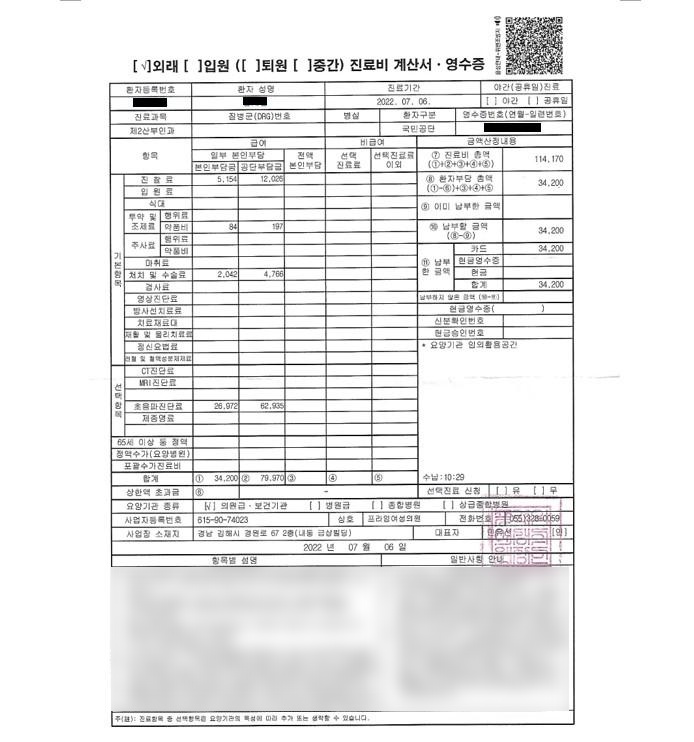 [√]외래 [ ]입원 ([ ]퇴원 [ ]중간) 진료비 계산서 · 영수증
환자등록번호 환자 성명 진료기간 야간(공휴일)진료
2022. 07. 06. [ ] 야간 [ ] 공휴일
진료과목 질병군(DRG)번호 병실 환자구분 영수증번호(연월-일련번호)
제2산부인과 국민공단
항목 급여 비급여 금액산정내용
일부 본인부담 전액 본인부담 선택 진료료 선택진료료 이외
본인부담금 공단부담금
기본항목
진찰료 5,154 12,026
입원료
식대
투약 및 조제료 행위료
약품비 84 197
주사료 행위료
약품비
마취료
처치 및 수술료 2,042 4,766
검사료
영상진단료
방사선치료료
치료재료대
재활 및 물리치료료
정신요법료
전혈 및 혈액성분제제료
선택항목
CT진단료
MRI진단료
초음파진단료 26,972 62,935
제증명료
65세 이상 등 정액
정액수가(요양병원)
포괄수가진료비
합계 ① 34,200 ② 79,970 ③ ④ ⑤
상한액 초과금 ⑥ -
⑦ 진료비 총액 (①+②+③+④+⑤) 114,170
⑧ 환자부담 총액 (①-⑥)+③+④+⑤ 34,200
⑨ 이미 납부한 금액
⑩ 납부할 금액 (⑧-⑨) 34,200
⑪ 납부한 금액 카드 34,200
현금영수증
현금
합계 34,200
납부하지 않은 금액 (⑩-⑪)
현금영수증( )
신분확인번호
현금승인번호
* 요양기관 임의활용공간
수납:10:29
선택진료 신청 [ ] 유 [ ] 무
요양기관 종류 [√] 의원급·보건기관 [ ] 병원급 [ ] 종합병원 [ ] 상급종합병원
사업자등록번호 615-90-74023 상호 프라임여성의원 전화번호 055)328-0059
사업장 소재지 경남 김해시 경원로 67 2층(내동 금상빌딩) 대표자 [인]
2022 년 07 월 06 일
항목별 설명 일반사항 안내
주(註): 진료항목 중 선택항목은 요양기관의 특성에 따라 추가 또는 생략할 수 있습니다.